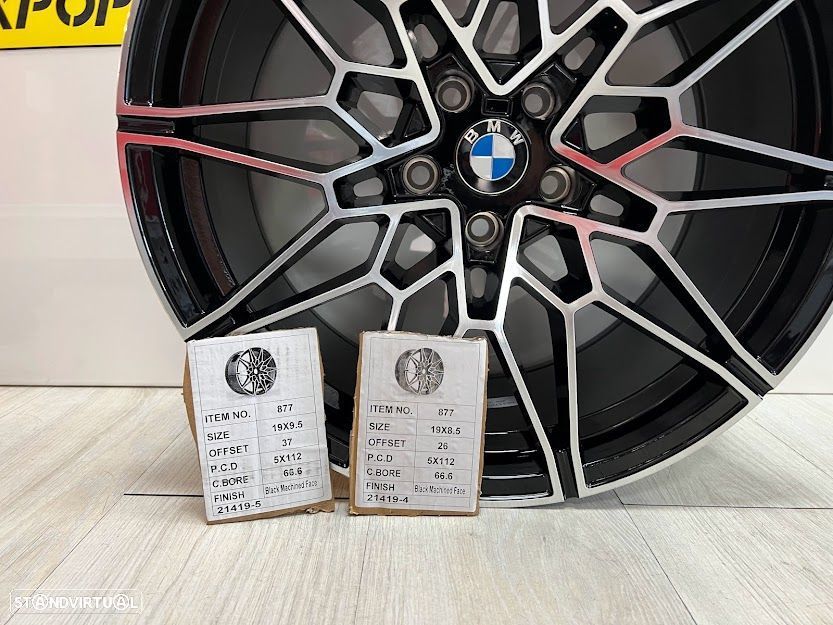 XPOP
BMW
ITEM NO. 877
SIZE 19X9.5
OFFSET 37
P.C.D 5X112
C.BORE 66.6
FINISH Black Machined Face
21419-5
ITEM NO. 877
SIZE 19X8.5
OFFSET 26
P.C.D 5X112
C.BORE 66.6
FINISH Black Machined Face
21419-4
STANDVIRTUAL